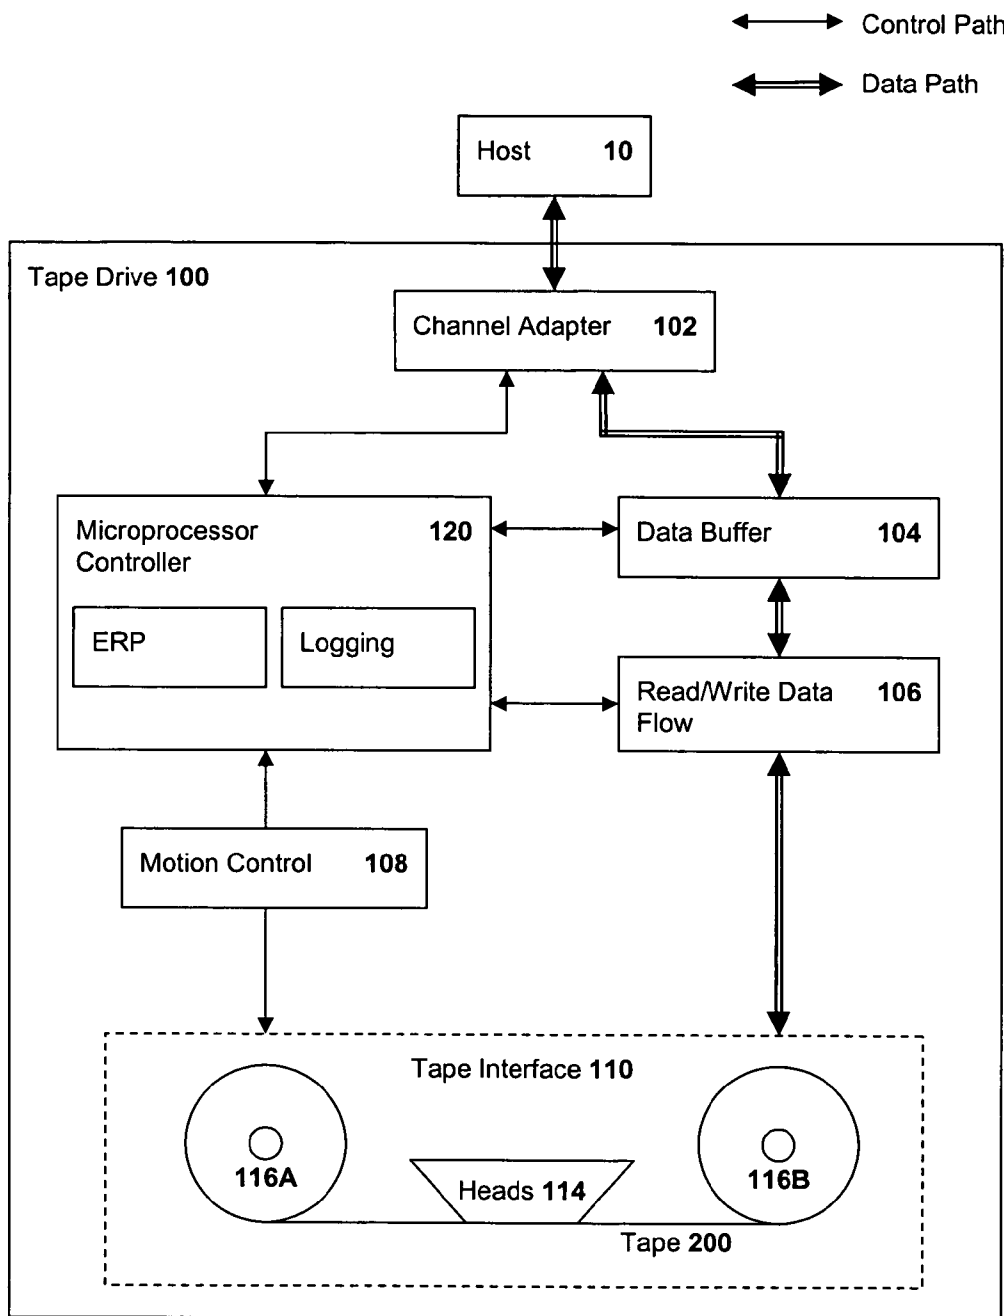 Control Path
Data Path
Host 10
Tape Drive 100
Channel Adapter 102
Microprocessor 120
Controller
Data Buffer 104
ERP
Logging
Read/Write Data 106
Flow
Motion Control 108
Tape Interface 110
116A
Heads 114
116B
Tape 200